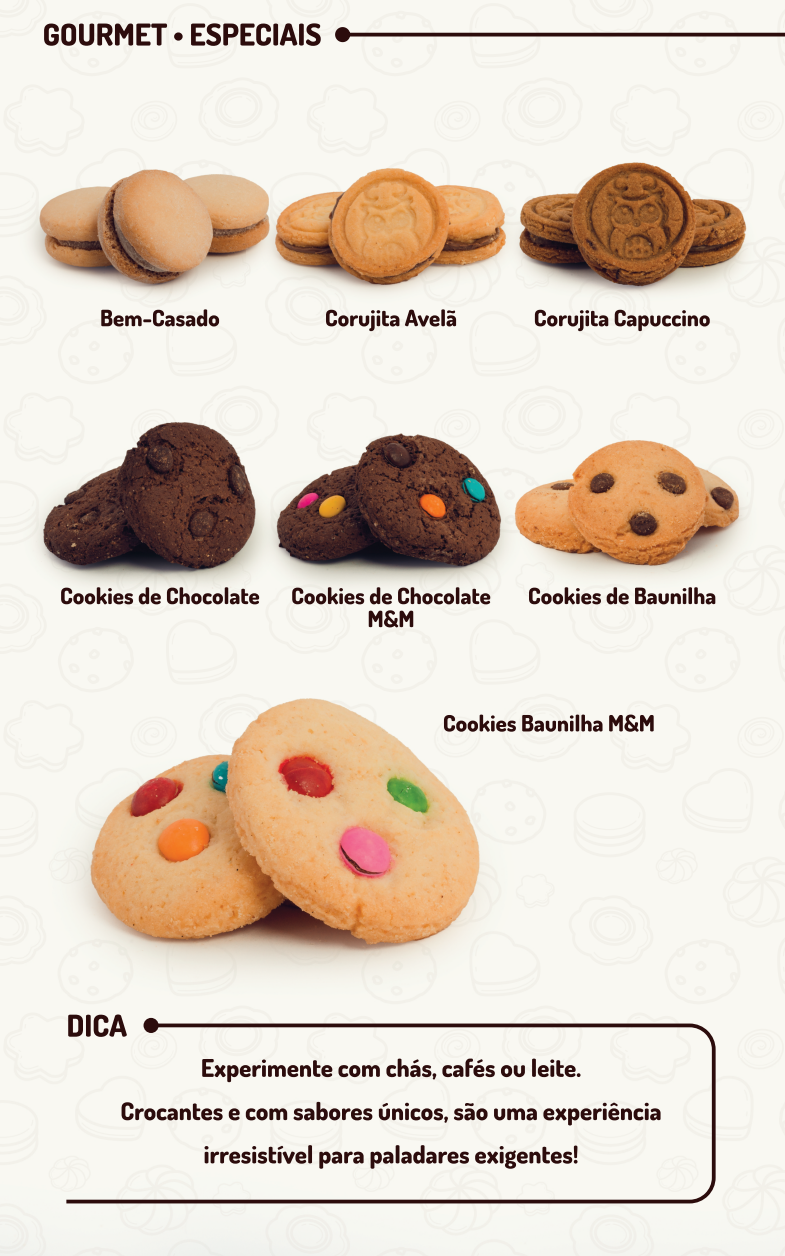 GOURMET • ESPECIAIS
Bem-Casado
Corujita Avelã
Corujita Capuccino
Cookies de Chocolate
Cookies de Chocolate
M&M
Cookies de Baunilha
Cookies Baunilha M&M
DICA
Experimente com chás, cafés ou leite.
Crocantes e com sabores únicos, são uma experiência
irresistível para paladares exigentes!